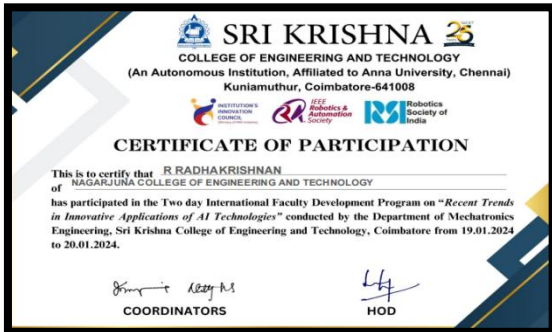 SRI KRISHNA 25
COLLEGE OF ENGINEERING AND TECHNOLOGY
(An Autonomous Institution, Affiliated to Anna University, Chennai)
Kuniamuthur, Coimbatore-641008
INSTITUTION'S
INNOVATION
COUNCIL
IEEE
Robotics &
Automation
Society
RSI Robotics
Society of
India
CERTIFICATE OF PARTICIPATION
This is to certify that R RADHAKRISHNAN
of NAGARJUNA COLLEGE OF ENGINEERING AND TECHNOLOGY
has participated in the Two day International Faculty Development Program on “Recent Trends
in Innovative Applications of AI Technologies” conducted by the Department of Mechatronics
Engineering, Sri Krishna College of Engineering and Technology, Coimbatore from 19.01.2024
to 20.01.2024.
COORDINATORS HOD